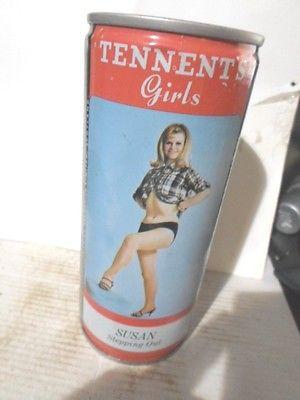 TENNENT'S
Girls
SUSAN
Stepping Out